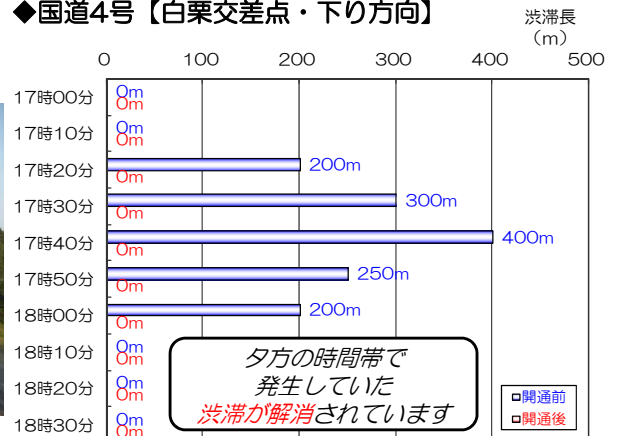 ◆国道4号【白栗交差点・下り方向】
渋滞長
（m）
0 100 200 300 400 500
17時00分 0m
0m
17時10分 0m
0m
17時20分 200m
0m
17時30分 300m
0m
17時40分 400m
0m
17時50分 250m
0m
18時00分 200m
0m
18時10分 0m
0m
18時20分 0m
0m
18時30分 0m
0m
夕方の時間帯で
発生していた
渋滞が解消されています
開通前
開通後